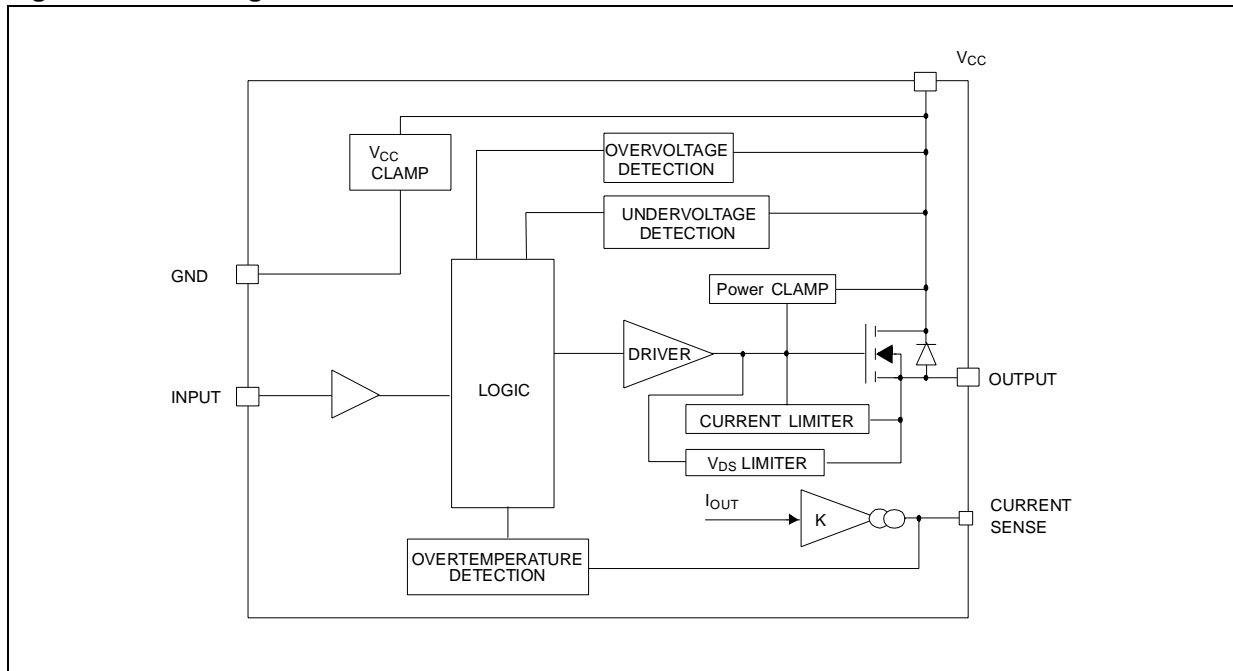 VCC
VCC
CLAMP
OVERVOLTAGE
DETECTION
UNDERVOLTAGE
DETECTION
GND
Power CLAMP
DRIVER
LOGIC
INPUT
OUTPUT
CURRENT LIMITER
VDS LIMITER
IOUT
K
CURRENT
SENSE
OVERTEMPERATURE
DETECTION